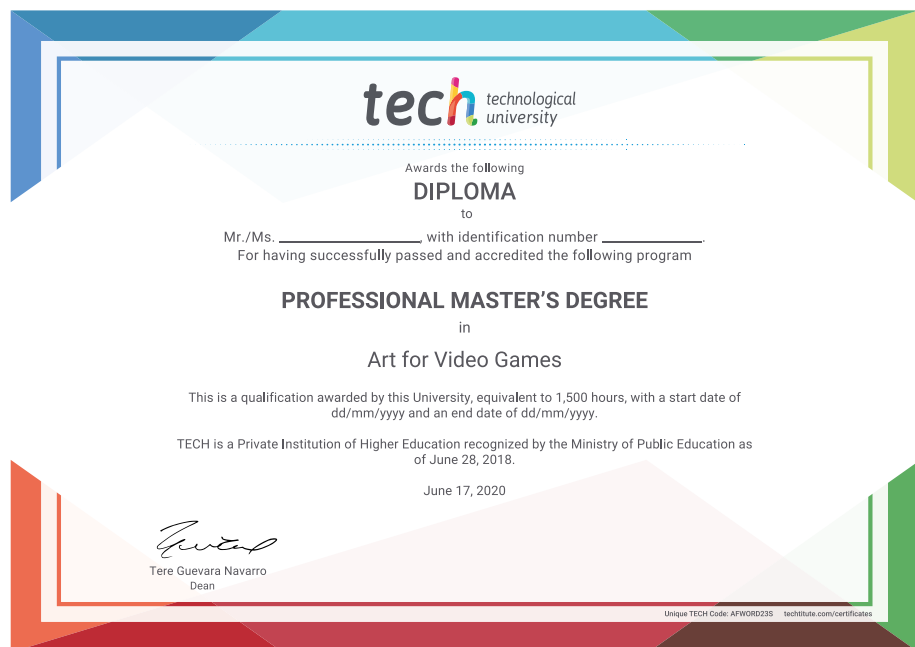 tech technological
university
Awards the following
DIPLOMA
to
Mr./Ms. ____________________, with identification number ______________.
For having successfully passed and accredited the following program
PROFESSIONAL MASTER'S DEGREE
in
Art for Video Games
This is a qualification awarded by this University, equivalent to 1,500 hours, with a start date of
dd/mm/yyyy and an end date of dd/mm/yyyy.
TECH is a Private Institution of Higher Education recognized by the Ministry of Public Education as
of June 28, 2018.
June 17, 2020
Tere Guevara Navarro
Dean
Unique TECH Code: AFWORD23S techtitute.com/certificates